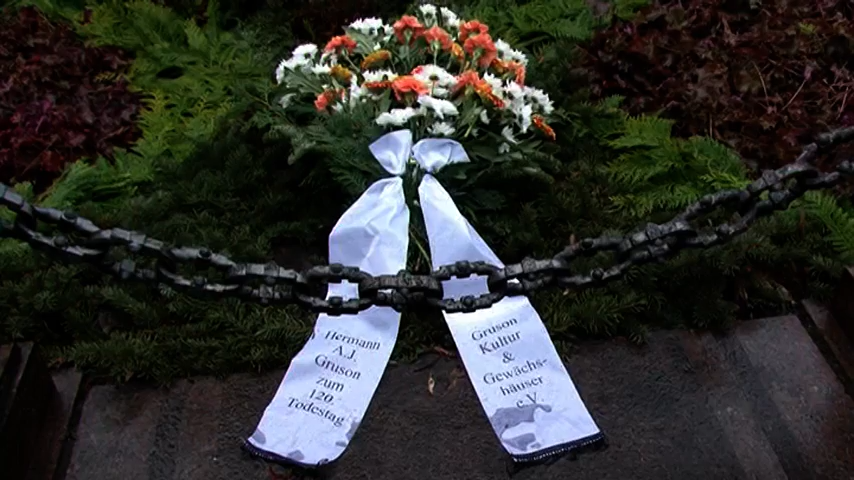 Hermann
A.J.
Gruson
zum
120.
Todestag
Gruson
Kultur
&
Gewächs-
häuser
e.V.